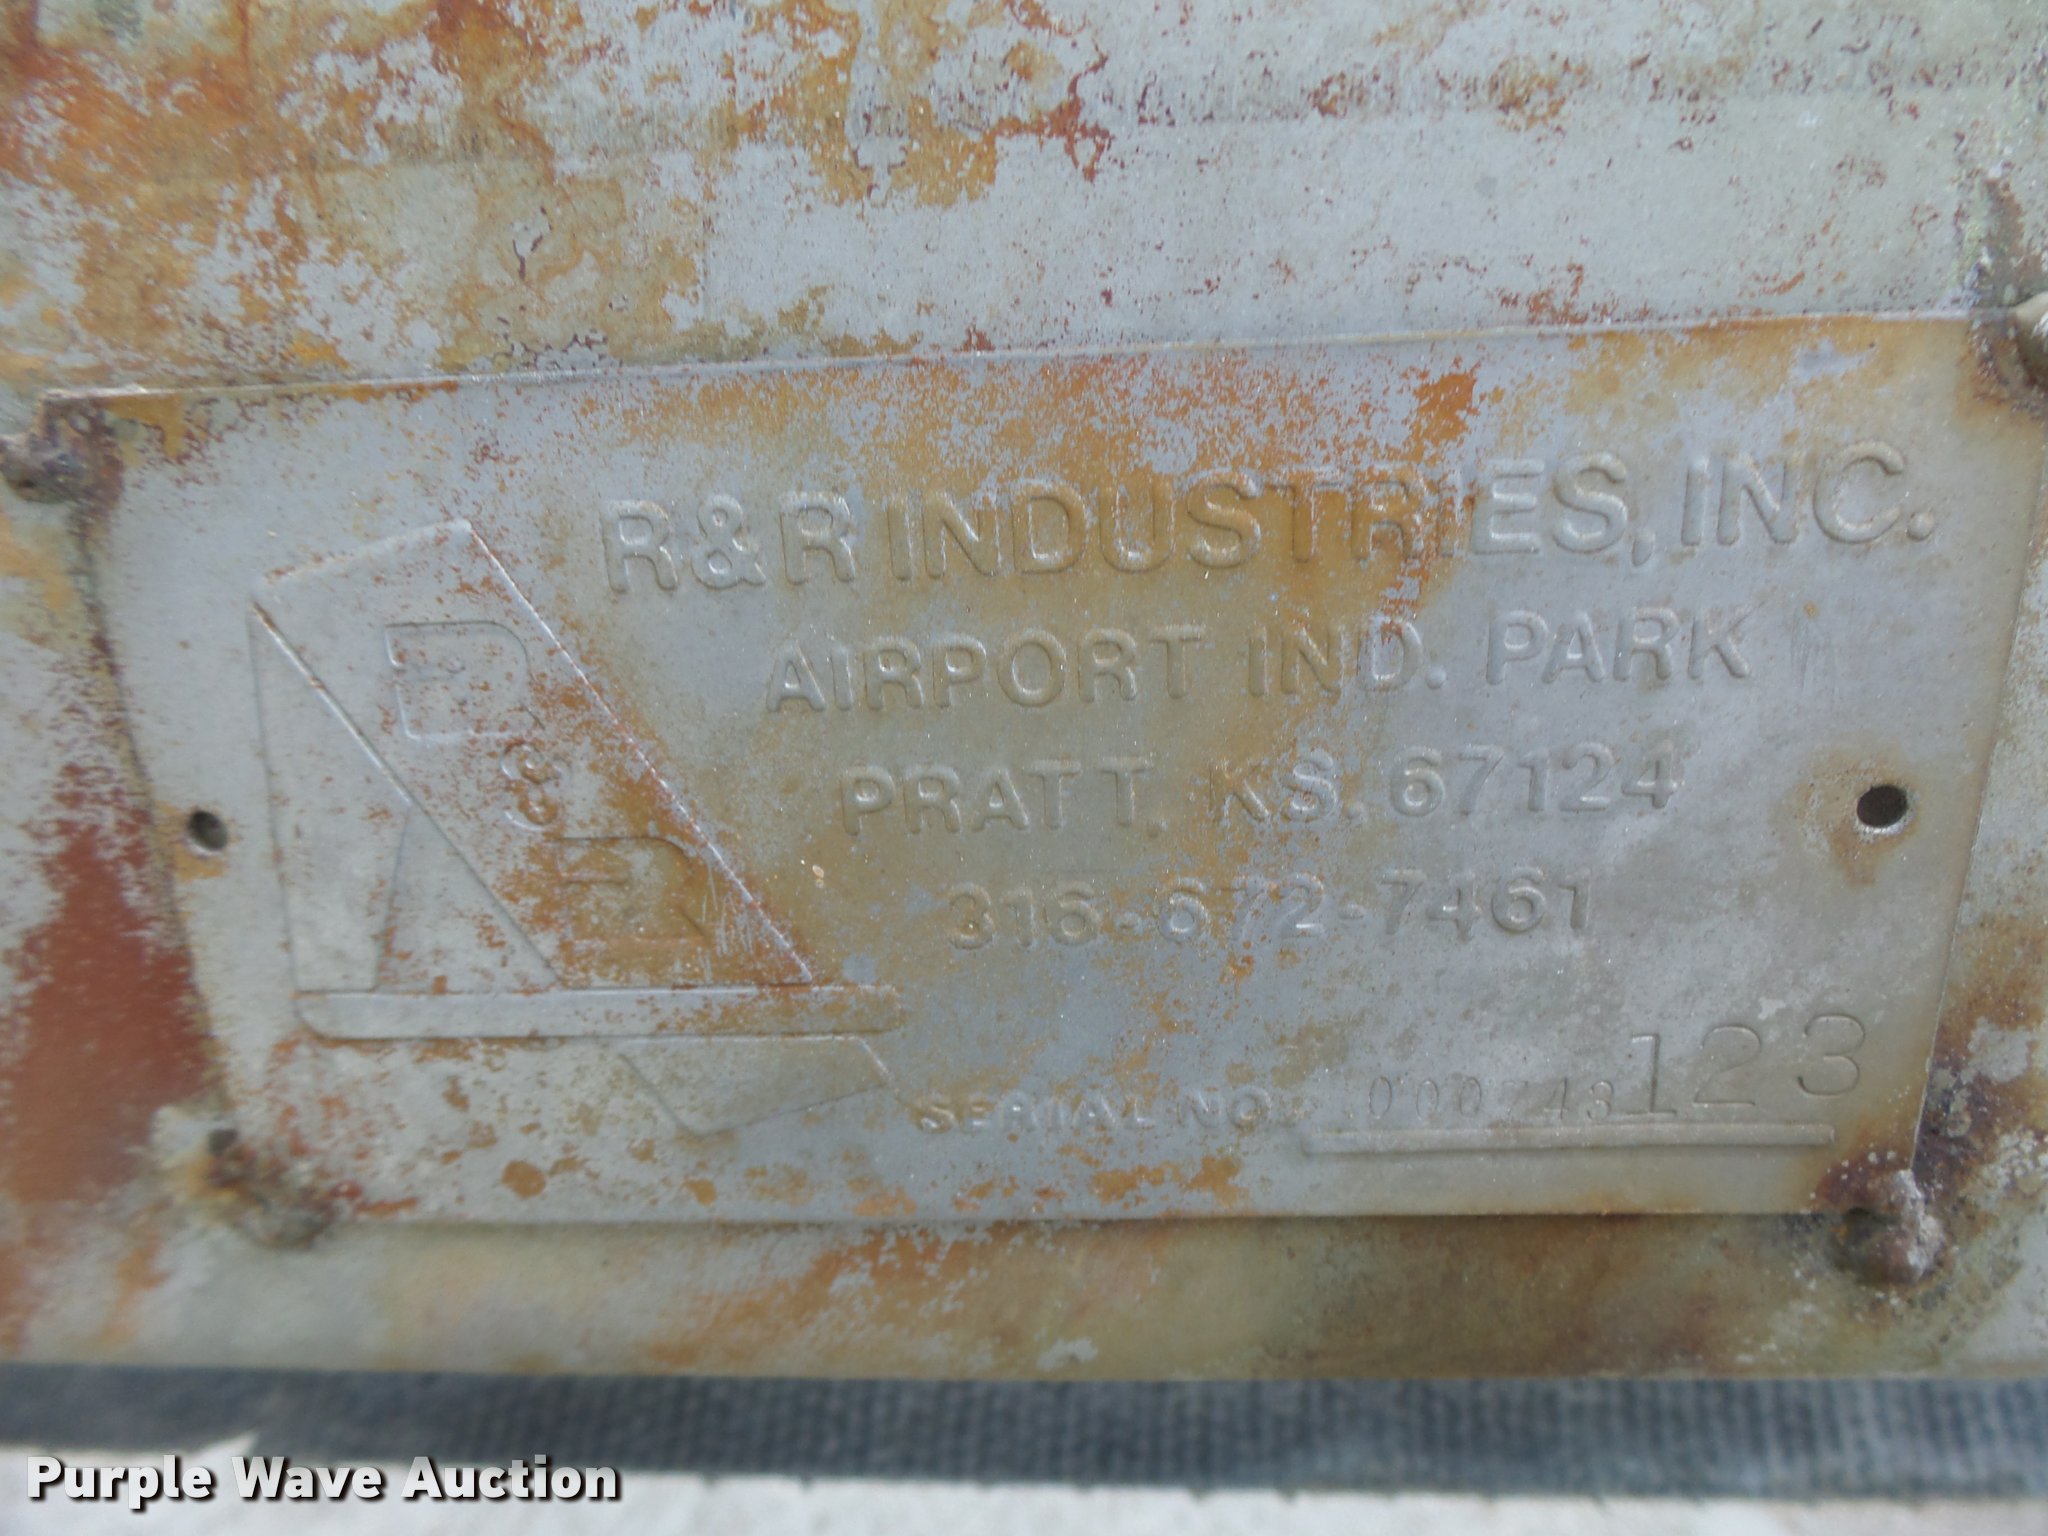 R&R INDUSTRIES, INC.
AIRPORT IND. PARK
PRATT, KS. 67124
316-672-7461
R
&
R
SERIAL NO. 000743123
Purple Wave Auction